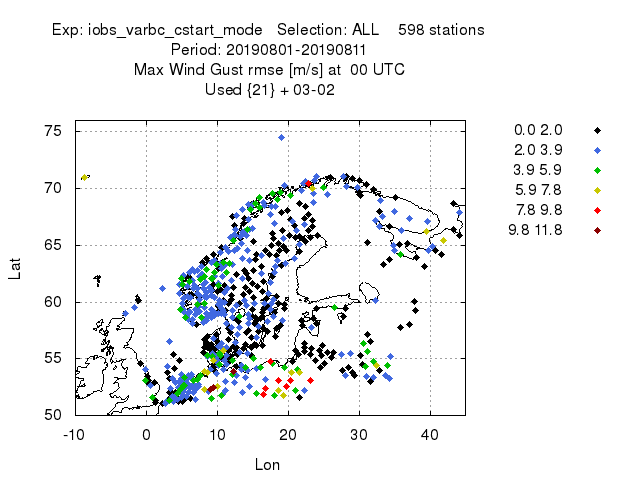 Exp: iobs_varbc_cstart_mode Selection: ALL 598 stations
Period: 20190801-20190811
Max Wind Gust rmse [m/s] at 00 UTC
Used {21} + 03-02
75
70
65
60
55
50
Lat
-10 0 10 20 30 40
Lon
0.0 2.0
2.0 3.9
3.9 5.9
5.9 7.8
7.8 9.8
9.8 11.8